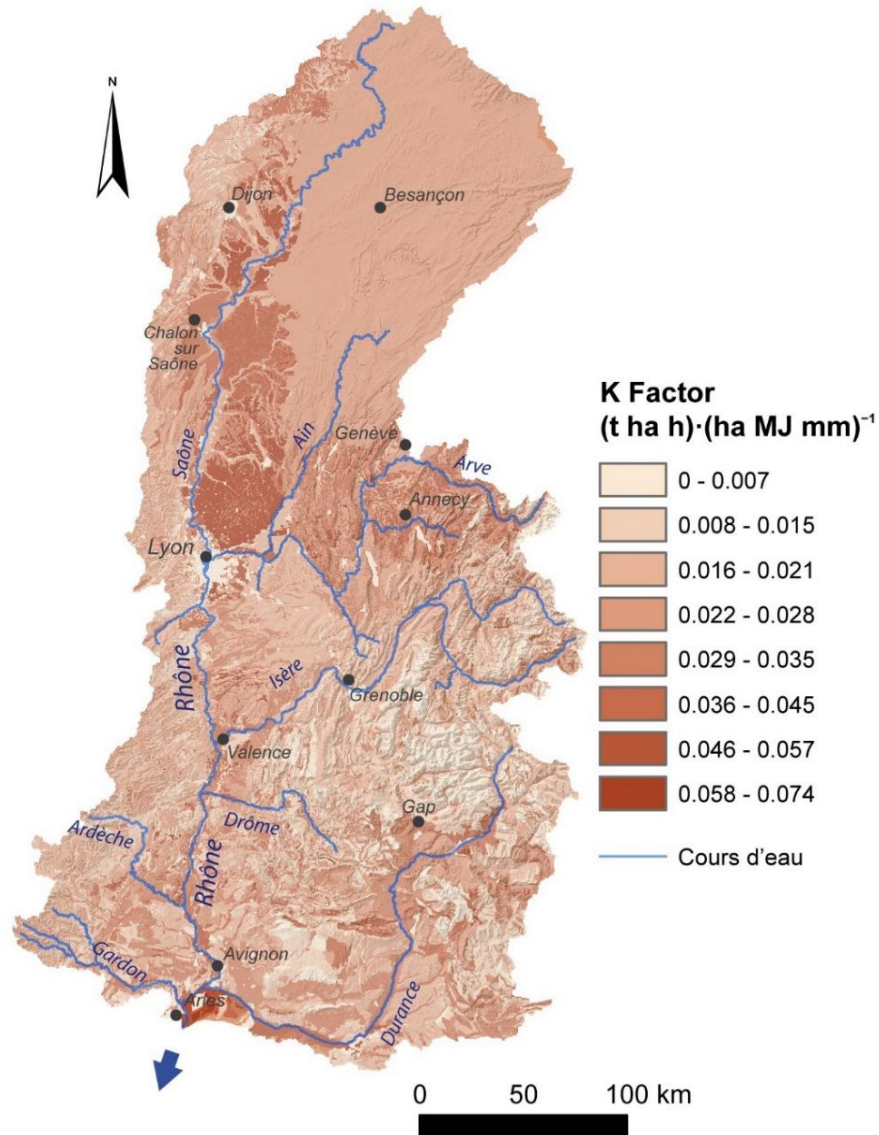 N
Dijon
Besançon
Chalon
sur
Saône
Saône
Ain
Genève
Arve
Annecy
Lyon
Rhône
Isère
Grenoble
Valence
Gap
Drôme
Ardèche
Rhône
Avignon
Gardon
Arles
Durance
K Factor
(t ha h)·(ha MJ mm)⁻¹
0 - 0.007
0.008 - 0.015
0.016 - 0.021
0.022 - 0.028
0.029 - 0.035
0.036 - 0.045
0.046 - 0.057
0.058 - 0.074
Cours d'eau
0 50 100 km